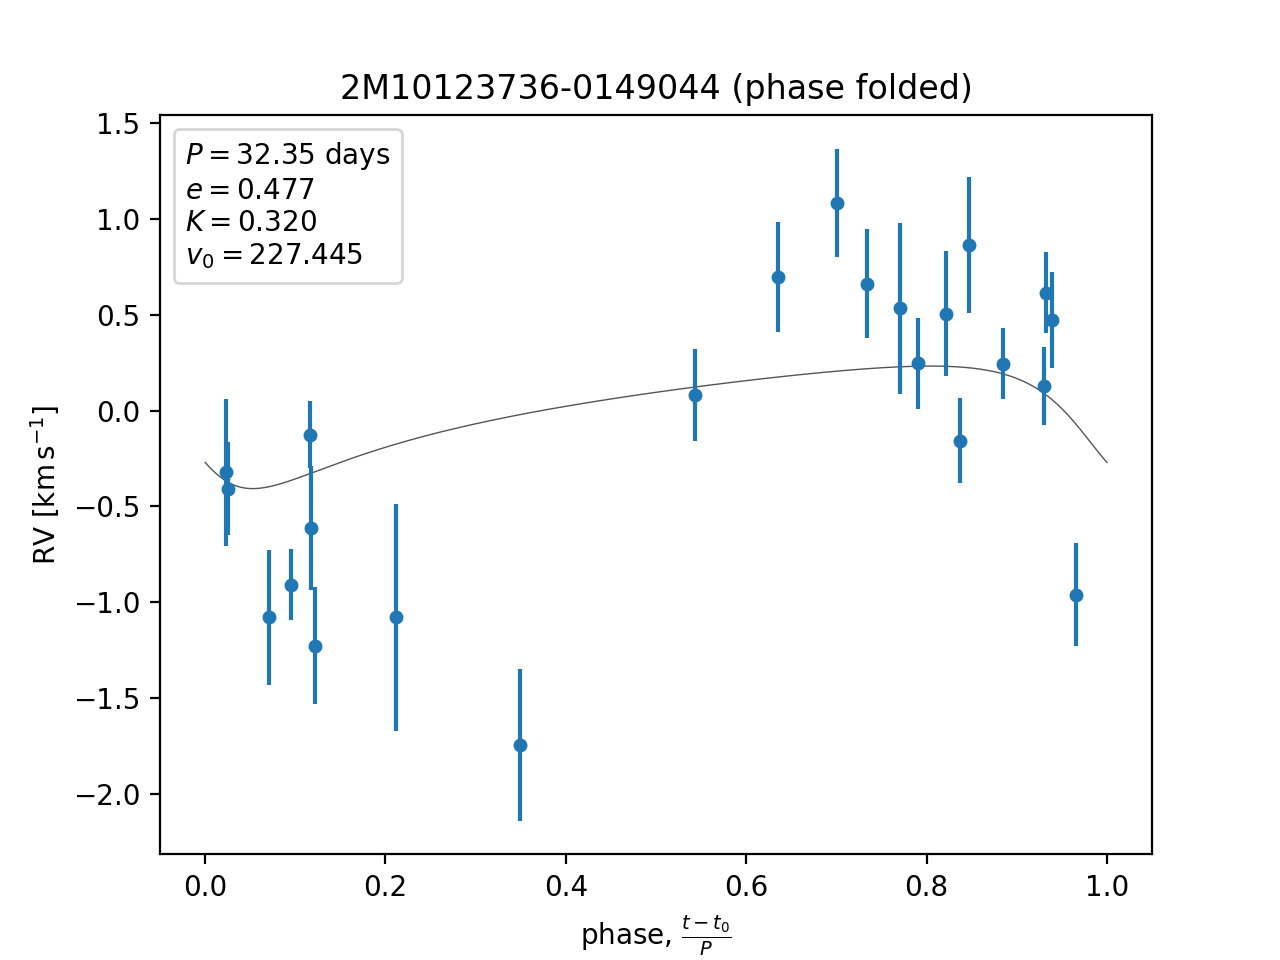 2M10123736-0149044 (phase folded)
P = 32.35 days
e = 0.477
K = 0.320
v₀ = 227.445
1.5
1.0
0.5
0.0
−0.5
−1.0
−1.5
−2.0
RV [km s⁻¹]
0.0 0.2 0.4 0.6 0.8 1.0
phase, (t − t₀)/P